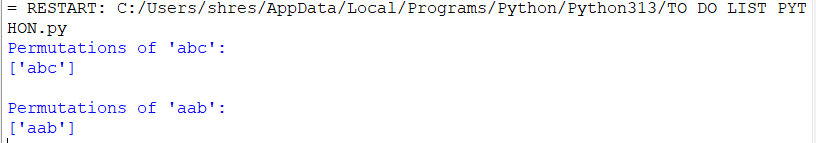 = RESTART: C:/Users/shres/AppData/Local/Programs/Python/Python313/TO DO LIST PYT
HON.py
Permutations of 'abc':
['abc']
Permutations of 'aab':
['aab']